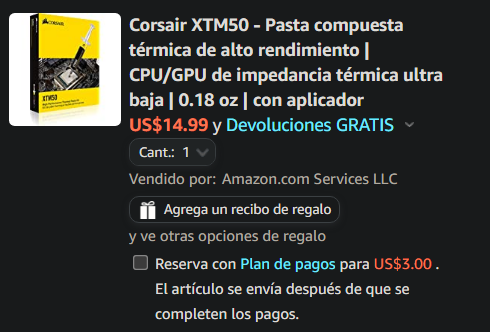 Corsair XTM50 - Pasta compuesta
térmica de alto rendimiento |
CPU/GPU de impedancia térmica ultra
baja | 0.18 oz | con aplicador
US$14.99 y Devoluciones GRATIS
Cant.: 1
Vendido por: Amazon.com Services LLC
Agrega un recibo de regalo
y ve otras opciones de regalo
Reserva con Plan de pagos para US$3.00 .
El artículo se envía después de que se
completen los pagos.
CORSAIR
XTM50